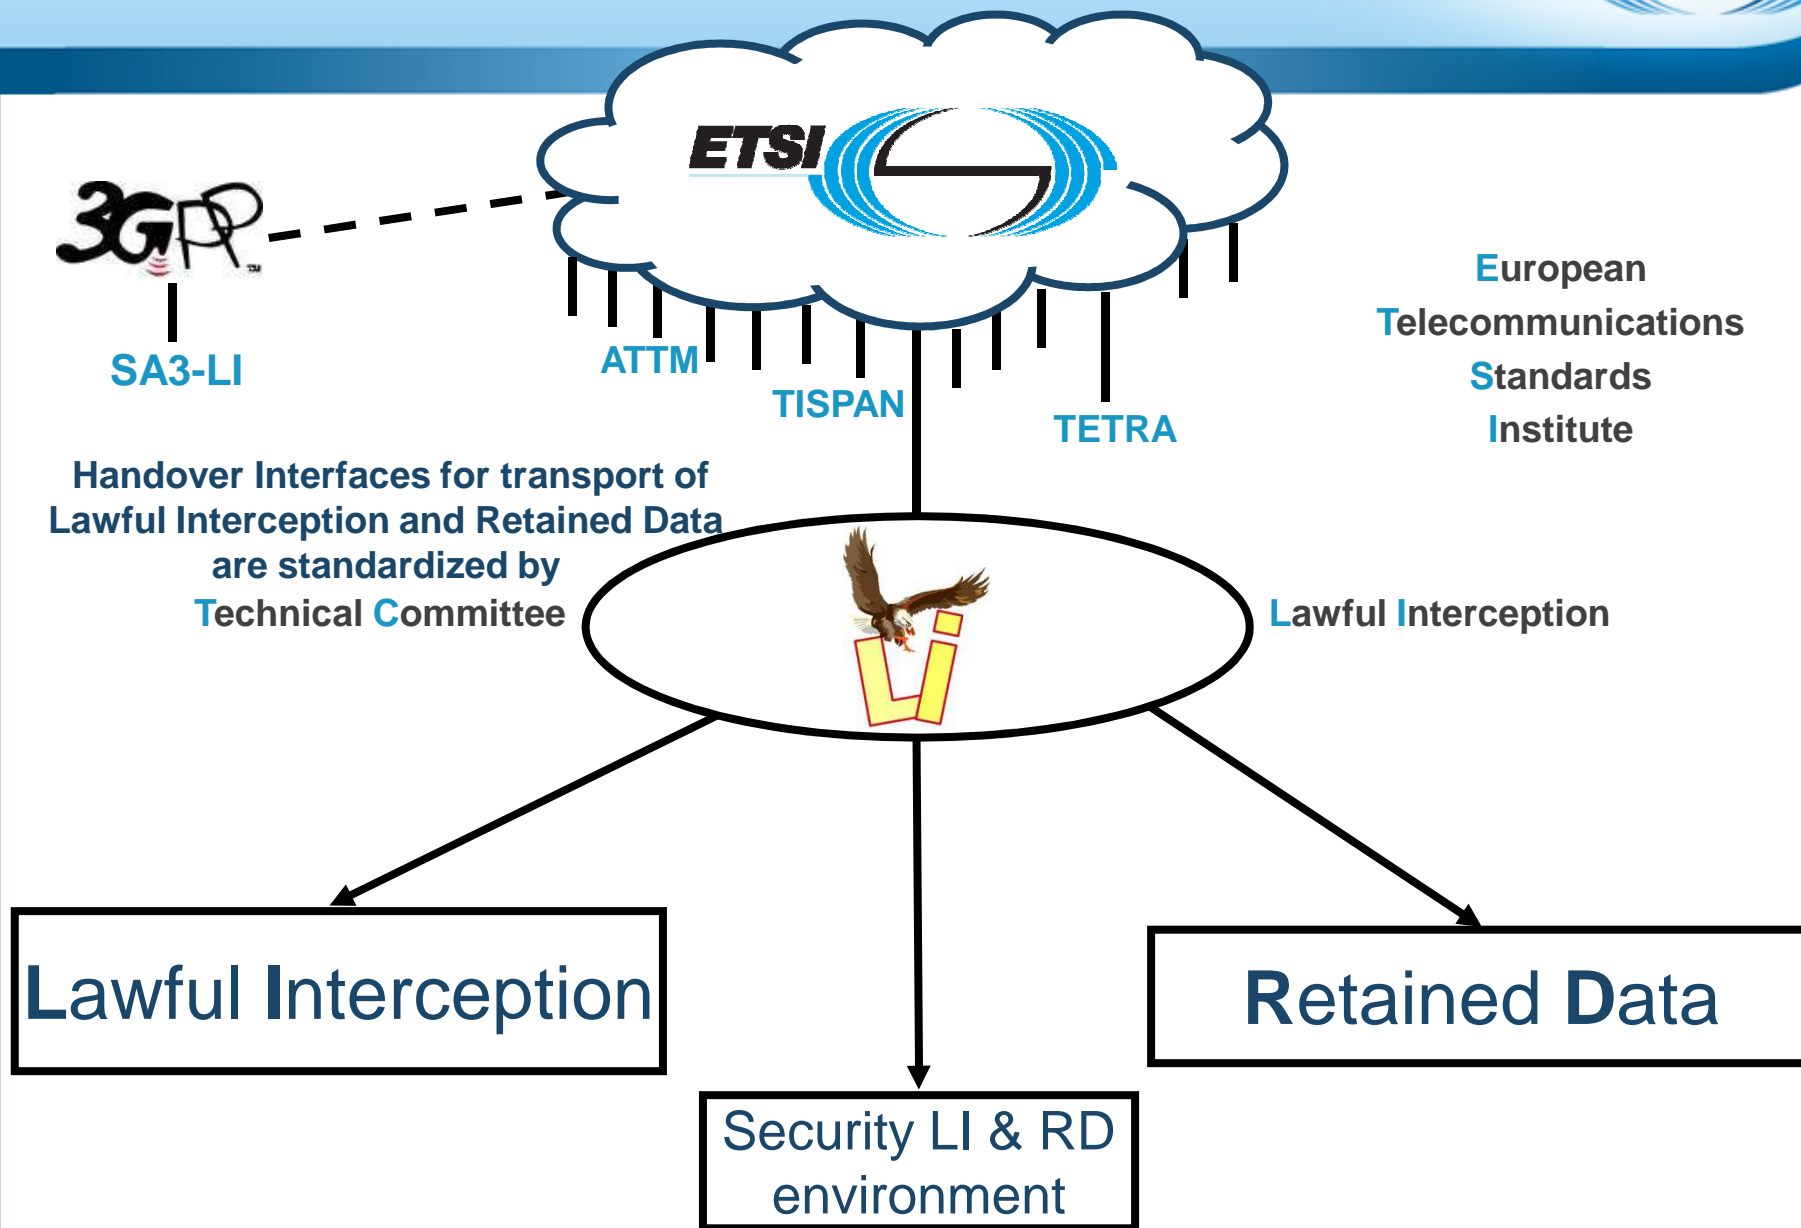 ETSI
3GPP
TM
SA3-LI
ATTM
TISPAN
TETRA
European
Telecommunications
Standards
Institute
Handover Interfaces for transport of
Lawful Interception and Retained Data
are standardized by
Technical Committee
Li
Lawful Interception
Lawful Interception
Retained Data
Security LI & RD
environment